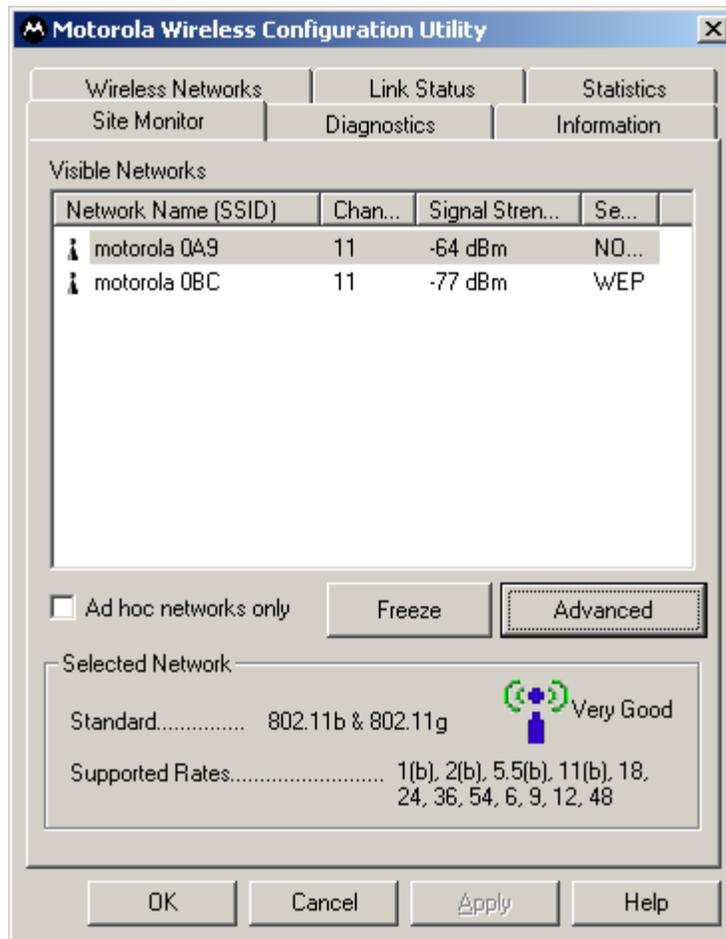 Motorola Wireless Configuration Utility
Wireless Networks Link Status Statistics
Site Monitor Diagnostics Information
Visible Networks
Network Name (SSID) Chan... Signal Stren... Se...
motorola 0A9 11 -64 dBm NO...
motorola 0BC 11 -77 dBm WEP
Ad hoc networks only Freeze Advanced
Selected Network
Standard.............. 802.11b & 802.11g Very Good
Supported Rates......................... 1(b), 2(b), 5.5(b), 11(b), 18,
24, 36, 54, 6, 9, 12, 48
OK Cancel Apply Help